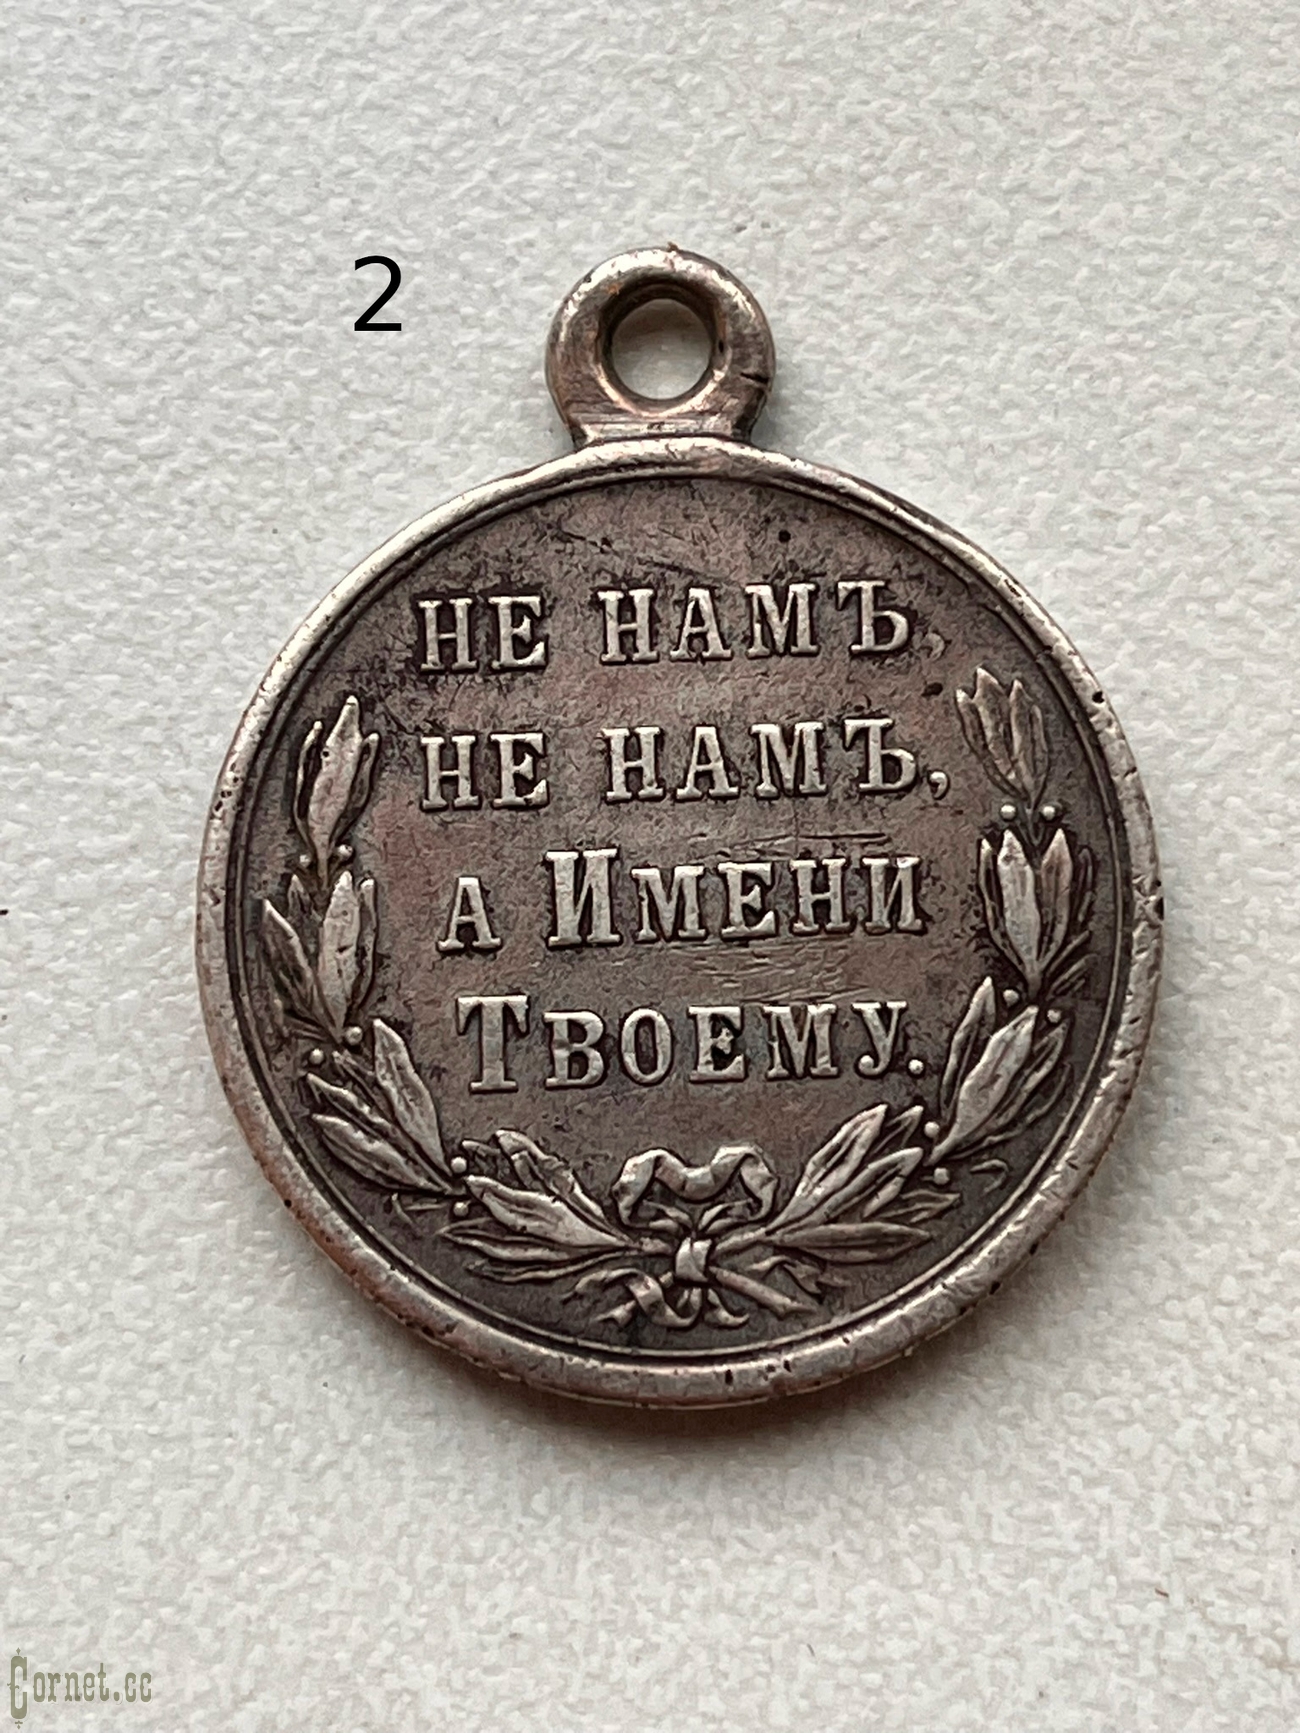 2
НЕ НАМЪ,
НЕ НАМЪ,
А ИМЕНИ
ТВОЕМУ.
Cornet.cc